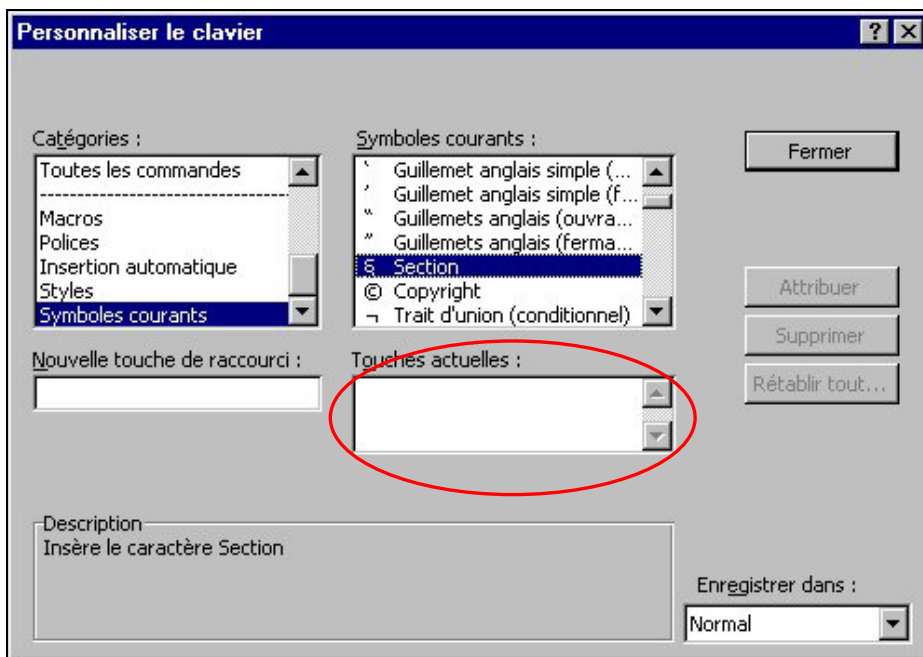 Personnaliser le clavier
Catégories :
Toutes les commandes
Macros
Polices
Insertion automatique
Styles
Symboles courants
Symboles courants :
‘ Guillemet anglais simple (...
’ Guillemet anglais simple (f...
“ Guillemets anglais (ouvra...
” Guillemets anglais (ferma...
§ Section
© Copyright
¬ Trait d'union (conditionnel)
Fermer
Attribuer
Supprimer
Rétablir tout...
Nouvelle touche de raccourci :
Touches actuelles :
Description
Insère le caractère Section
Enregistrer dans :
Normal